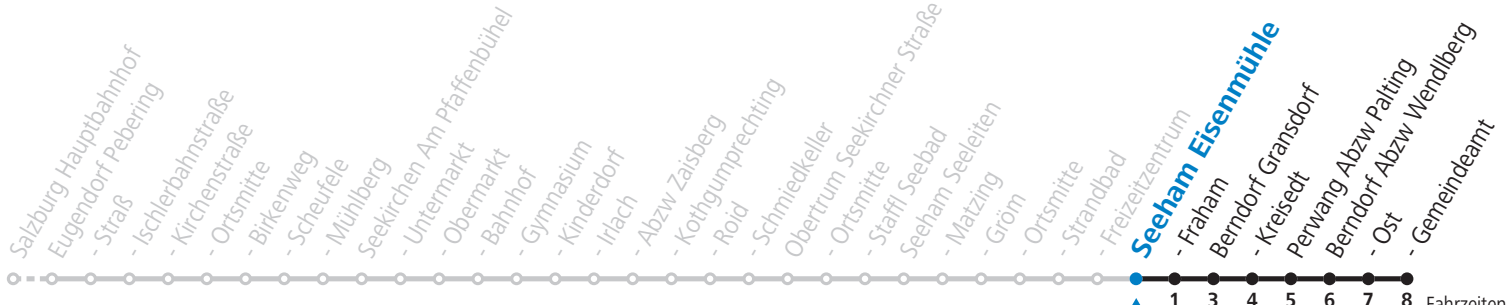 Salzburg Hauptbahnhof
Eugendorf Pebering
- Straß
- Ischlerbahnstraße
- Kirchenstraße
- Ortsmitte
- Birkenweg
- Scheufele
- Mühlberg
Seekirchen Am Pfaffenbühel
- Untermarkt
- Obermarkt
- Bahnhof
- Gymnasium
- Kinderdorf
- Irlach
- Abzw Zaisberg
- Kothgumprechting
- Roid
- Schmiedkeller
Obertrum Seekirchner Straße
- Ortsmitte
- Staffl Seebad
Seeham Seeleiten
- Matzing
- Gröm
- Ortsmitte
- Strandbad
- Freizeitzentrum
Seeham Eisenmühle
- Fraham
Berndorf Gransdorf
- Kreisedt
Perwang Abzw Palting
Berndorf Abzw Wendlberg
- Ost
- Gemeindeamt
1 3 4 5 6 7 8 Fahrzeiten